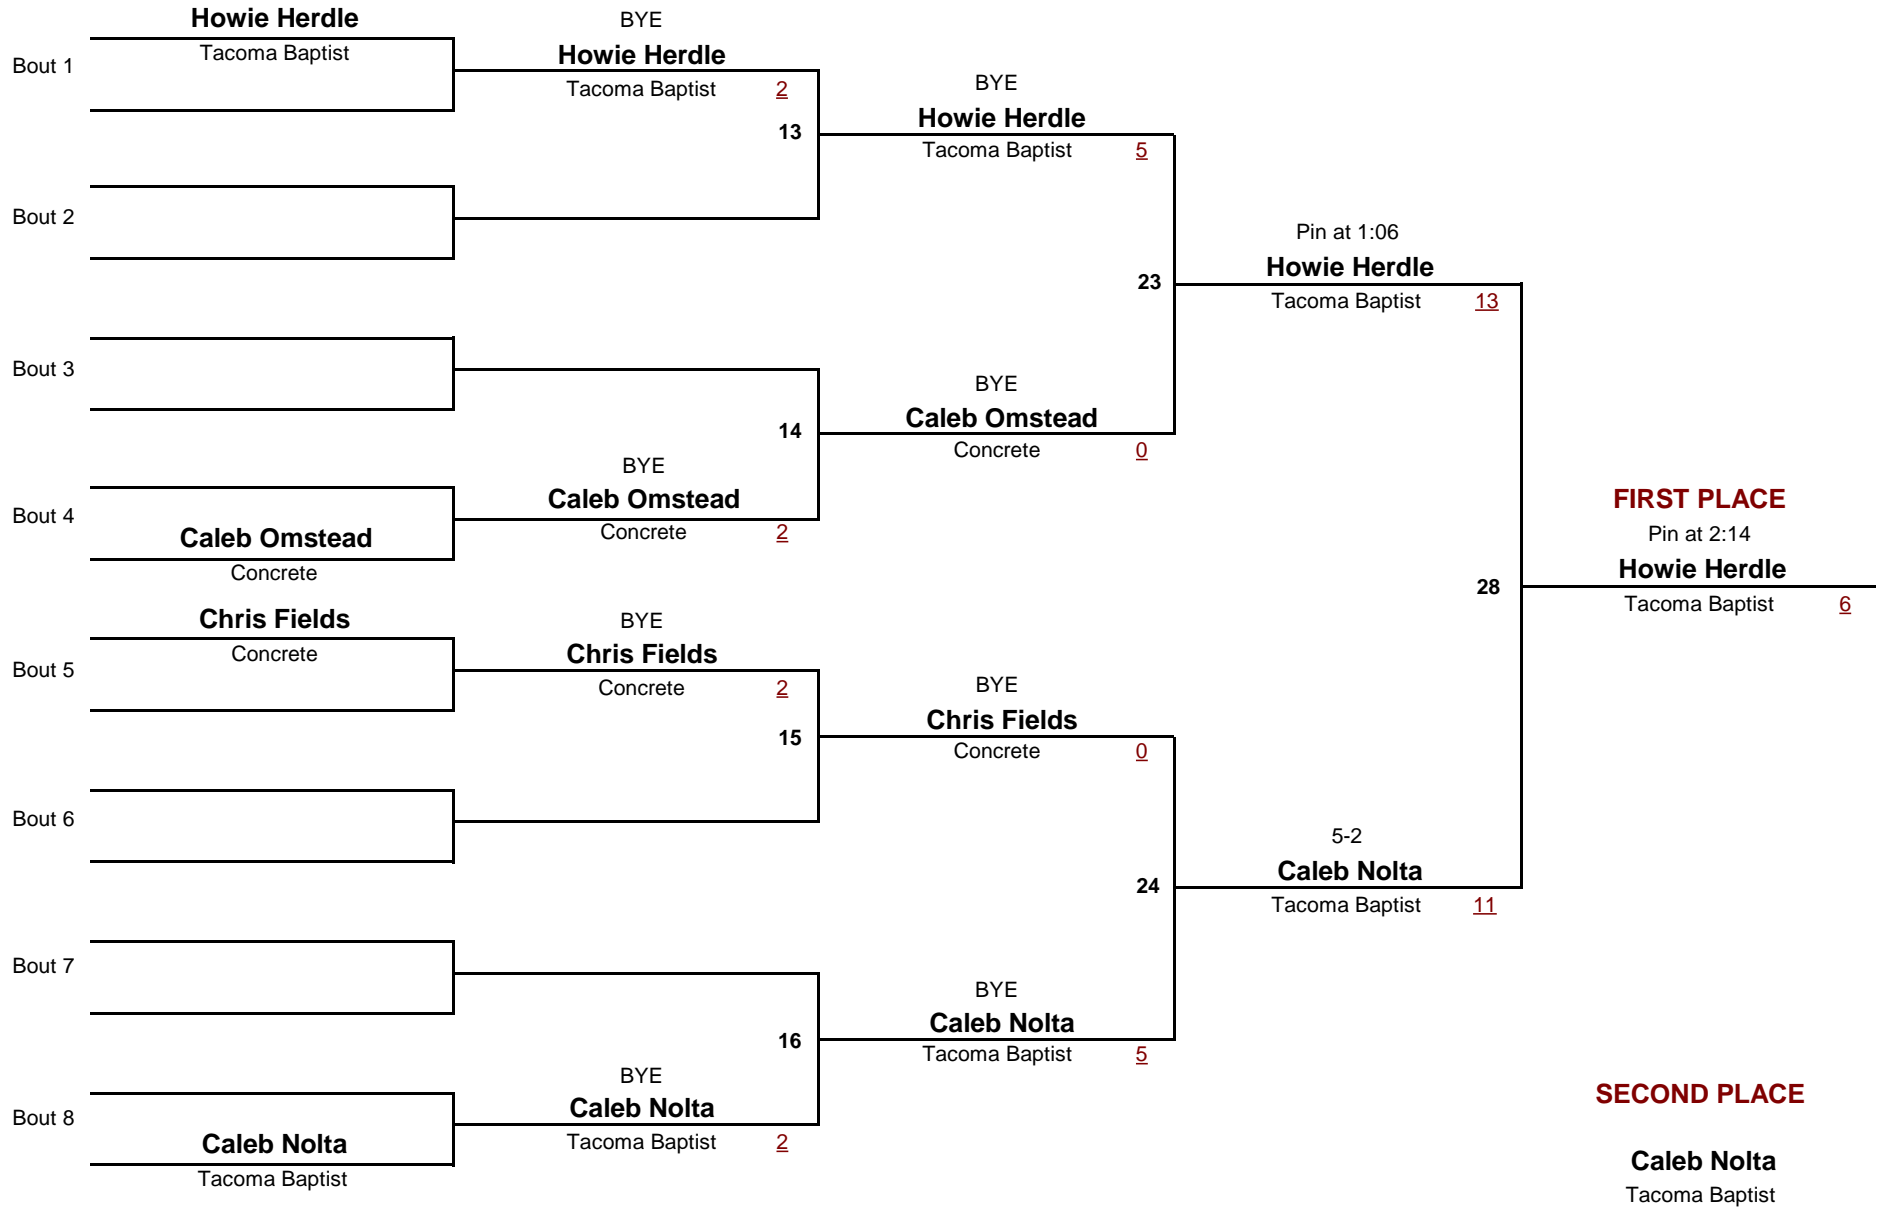 Howie Herdle
BYE
Tacoma Baptist
Howie Herdle
Bout 1
Tacoma Baptist 2
BYE
13
Howie Herdle
Tacoma Baptist 5
Bout 2
Pin at 1:06
Howie Herdle
23
Tacoma Baptist 13
Bout 3
BYE
Caleb Omstead
14
Concrete 0
BYE
Caleb Omstead
Bout 4
Concrete 2
Caleb Omstead
Concrete
FIRST PLACE
Pin at 2:14
Howie Herdle
28
Tacoma Baptist 6
Chris Fields
BYE
Concrete
Chris Fields
Bout 5
Concrete 2
BYE
Chris Fields
15
Concrete 0
Bout 6
5-2
Caleb Nolta
24
Tacoma Baptist 11
Bout 7
BYE
Caleb Nolta
16
Tacoma Baptist 5
BYE
Caleb Nolta
Bout 8
Tacoma Baptist 2
Caleb Nolta
Tacoma Baptist
SECOND PLACE
Caleb Nolta
Tacoma Baptist